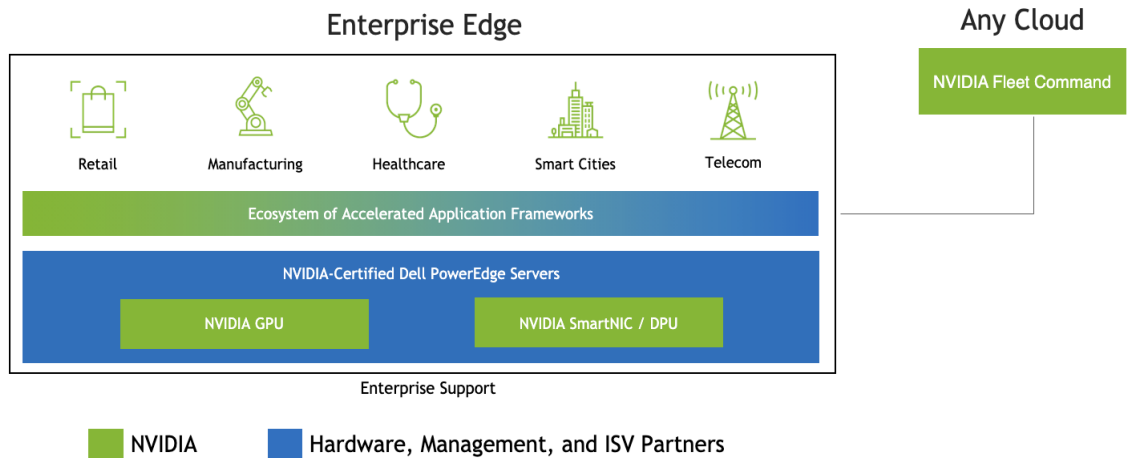 Enterprise Edge
Any Cloud
NVIDIA Fleet Command
Retail
Manufacturing
Healthcare
Smart Cities
Telecom
Ecosystem of Accelerated Application Frameworks
NVIDIA-Certified Dell PowerEdge Servers
NVIDIA GPU
NVIDIA SmartNIC / DPU
Enterprise Support
NVIDIA
Hardware, Management, and ISV Partners